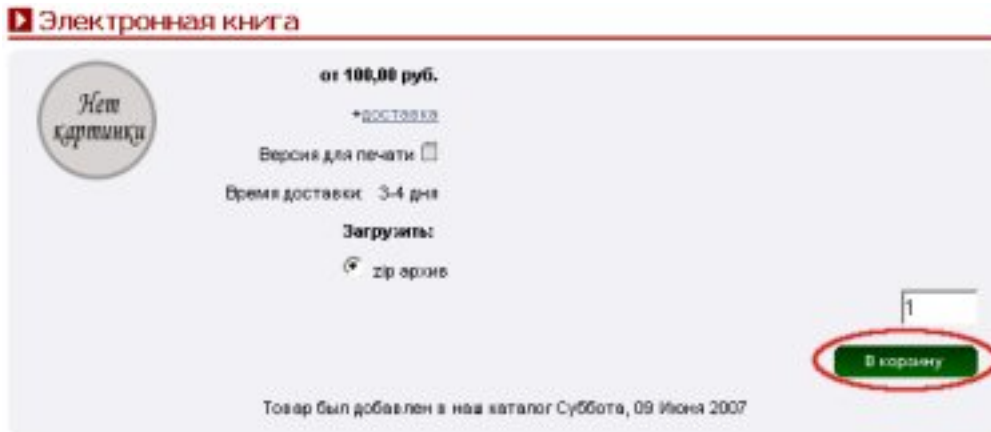 Электронная книга
Нет
картинки
от 100,00 руб.
+доставка
Версия для печати
Время доставки: 3-4 дня
Загрузить:
zip архив
1
В корзину
Товар был добавлен в наш каталог Суббота, 09 Июня 2007